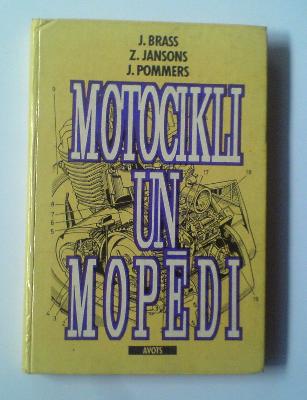 J. BRASS
Z. JANSONS
J. POMMERS
MOTOCIKLI
UN
MOPĒDI
AVOTS